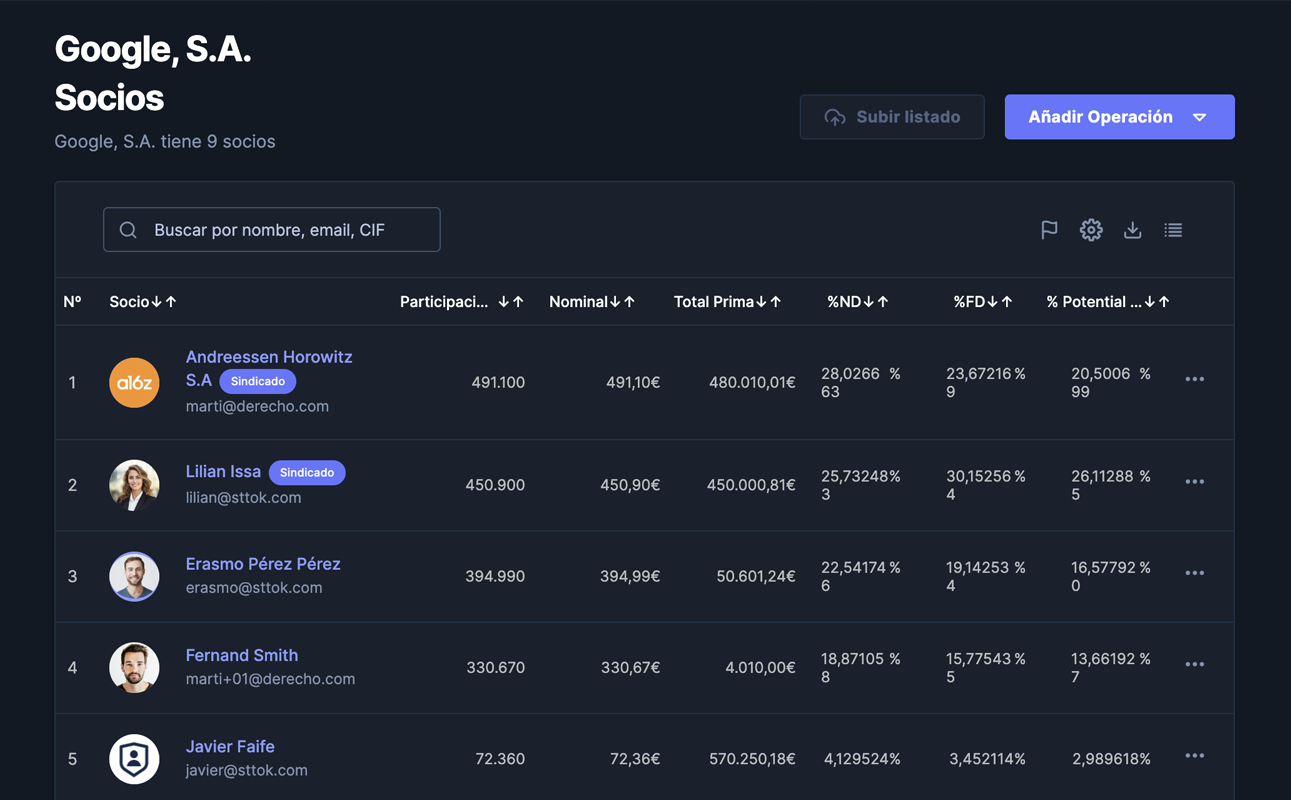 Google, S.A.
Socios
Google, S.A. tiene 9 socios
Subir listado
Añadir Operación
Buscar por nombre, email, CIF
Nº Socio↓↑ Participaci... ↓↑ Nominal↓↑ Total Prima↓↑ %ND↓↑ %FD↓↑ % Potential ...↓↑
Andreessen Horowitz
1 a16z S.A Sindicado 491.100 491,10€ 480.010,01€ 28,0266 % 23,67216 % 20,5006 %
63 9 99
marti@derecho.com
Lilian Issa Sindicado
2 450.900 450,90€ 450.000,81€ 25,73248% 30,15256 % 26,11288 %
3 4 5
lilian@sttok.com
Erasmo Pérez Pérez
3 394.990 394,99€ 50.601,24€ 22,54174 % 19,14253 % 16,57792 %
6 4 0
erasmo@sttok.com
Fernand Smith
4 330.670 330,67€ 4.010,00€ 18,87105 % 15,77543 % 13,66192 %
8 5 7
marti+01@derecho.com
Javier Faife
5 72.360 72,36€ 570.250,18€ 4,129524% 3,452114% 2,989618%
javier@sttok.com